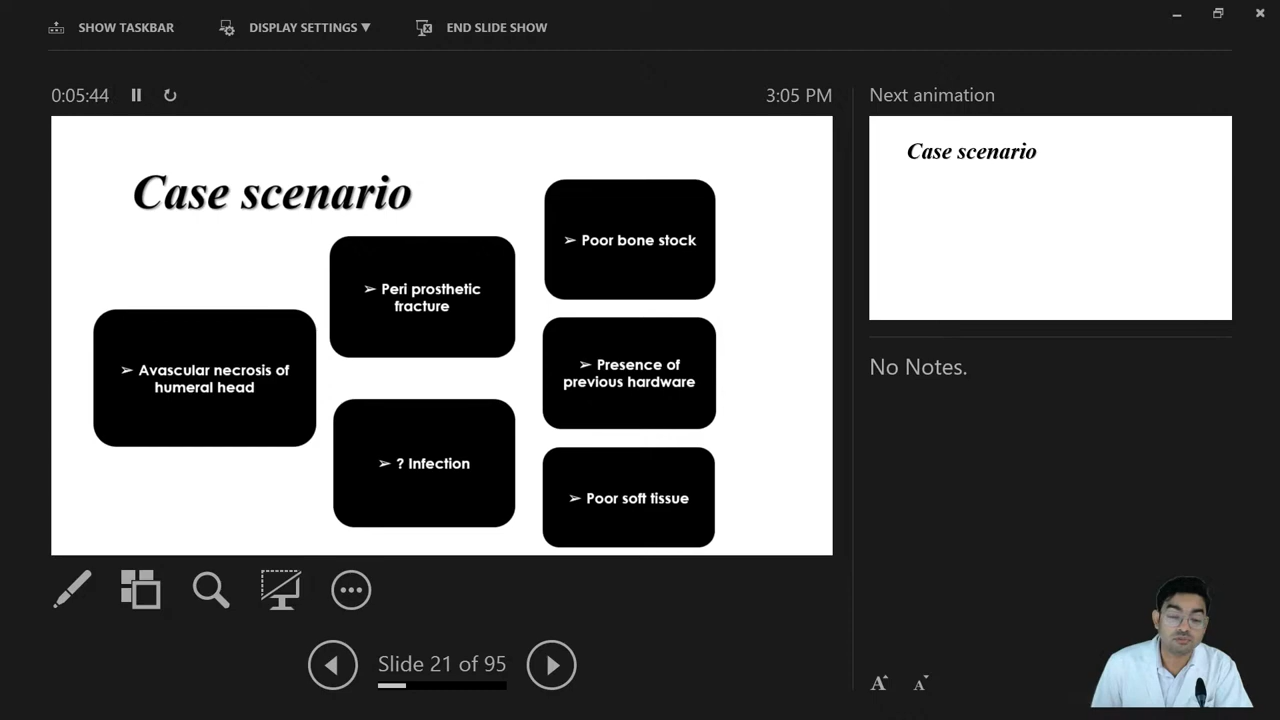 SHOW TASKBAR
DISPLAY SETTINGS ▼
END SLIDE SHOW
0:05:44
3:05 PM
Next animation
Case scenario
➢ Avascular necrosis of
humeral head
➢ Peri prosthetic
fracture
➢ ? Infection
➢ Poor bone stock
➢ Presence of
previous hardware
➢ Poor soft tissue
Case scenario
No Notes.
Slide 21 of 95
A A